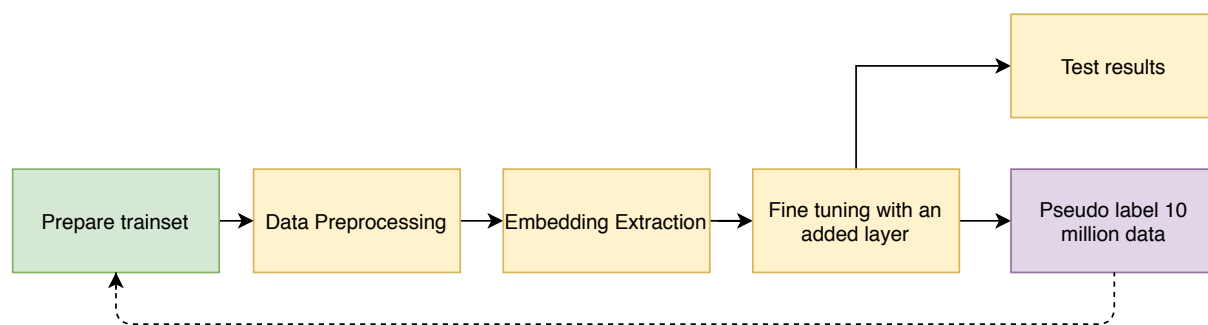 Test results
Prepare trainset
Data Preprocessing
Embedding Extraction
Fine tuning with an
added layer
Pseudo label 10
million data